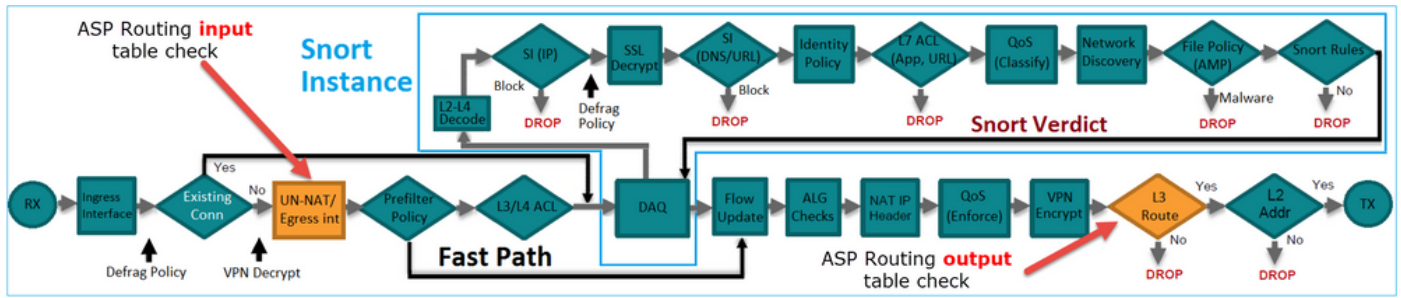 ASP Routing input
table check
Snort
Instance
SI (IP)
SSL
Decrypt
SI
(DNS/URL)
Identity
Policy
L7 ACL
(App, URL)
QoS
(Classify)
Network
Discovery
File Policy
(AMP)
Snort Rules
L2-L4
Decode
Block
DROP
Defrag
Policy
Block
DROP
DROP
Malware
DROP
No
DROP
Snort Verdict
Yes
RX
Ingress
Interface
Existing
Conn
No
UN-NAT/
Egress int
Prefilter
Policy
L3/L4 ACL
DAQ
Flow
Update
ALG
Checks
NAT IP
Header
QoS
(Enforce)
VPN
Encrypt
L3
Route
Yes
L2
Addr
Yes
TX
Defrag Policy
VPN Decrypt
Fast Path
ASP Routing output
table check
No
DROP
No
DROP